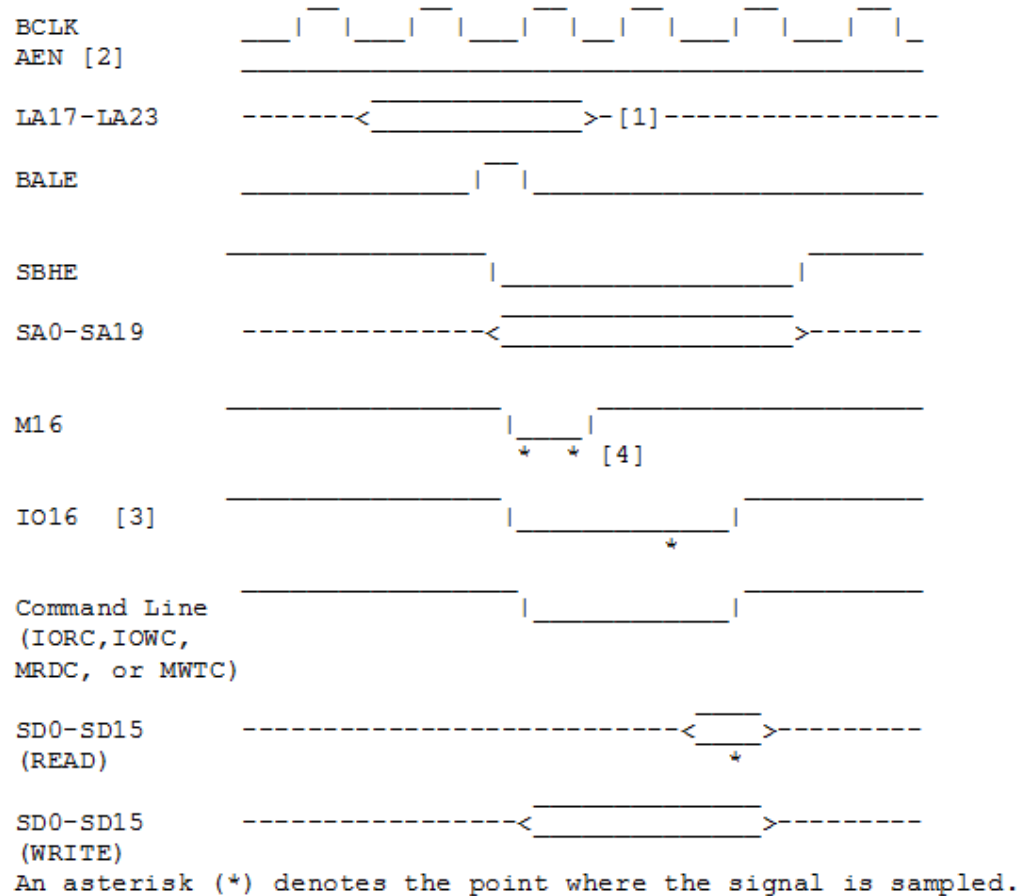 BCLK
AEN [2]
LA17-LA23 [1]
BALE
SBHE
SA0-SA19
M16
* * [4]
IO16 [3]
*
Command Line
(IORC,IOWC,
MRDC, or MWTC)
SD0-SD15
(READ)
*
SD0-SD15
(WRITE)
An asterisk (*) denotes the point where the signal is sampled.